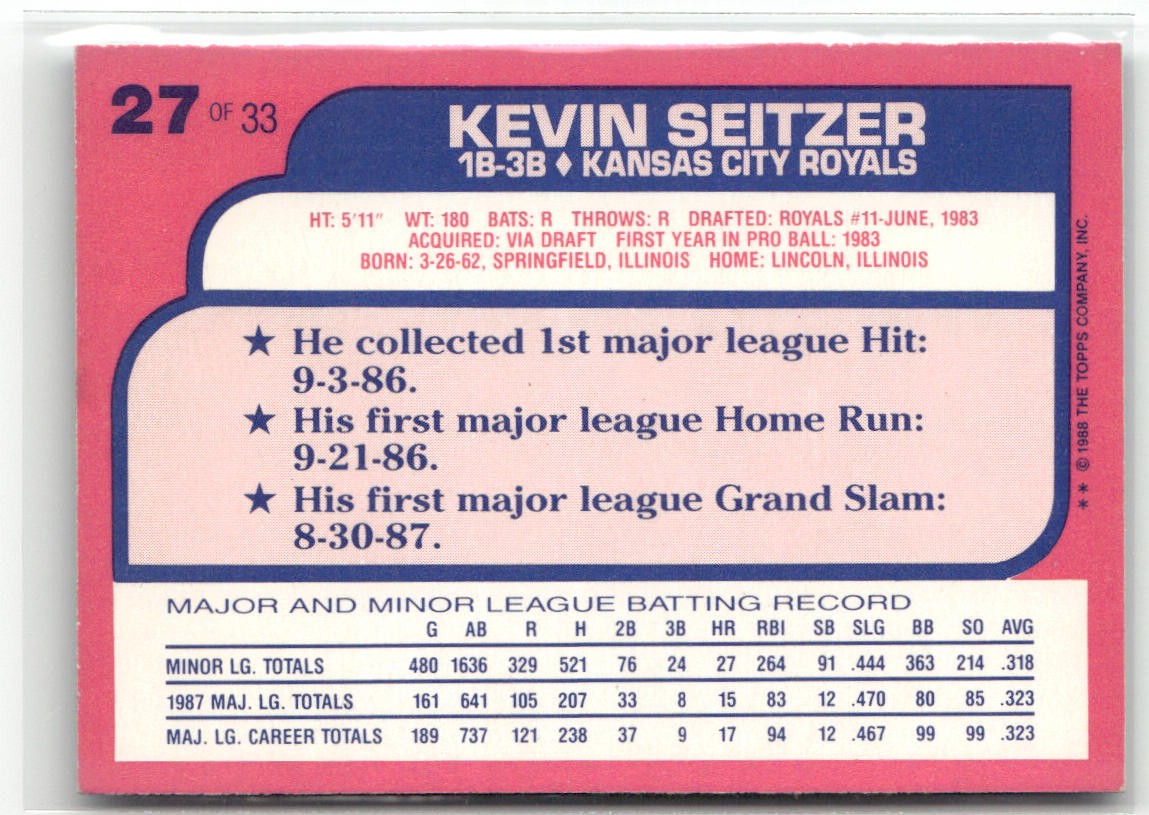 27 OF 33
KEVIN SEITZER
1B-3B ♦ KANSAS CITY ROYALS
HT: 5'11" WT: 180 BATS: R THROWS: R DRAFTED: ROYALS #11-JUNE, 1983
ACQUIRED: VIA DRAFT FIRST YEAR IN PRO BALL: 1983
BORN: 3-26-62, SPRINGFIELD, ILLINOIS HOME: LINCOLN, ILLINOIS
★ He collected 1st major league Hit:
9-3-86.
★ His first major league Home Run:
9-21-86.
★ His first major league Grand Slam:
8-30-87.
** © 1988 THE TOPPS COMPANY, INC.
MAJOR AND MINOR LEAGUE BATTING RECORD
G AB R H 2B 3B HR RBI SB SLG BB SO AVG
MINOR LG. TOTALS 480 1636 329 521 76 24 27 264 91 .444 363 214 .318
1987 MAJ. LG. TOTALS 161 641 105 207 33 8 15 83 12 .470 80 85 .323
MAJ. LG. CAREER TOTALS 189 737 121 238 37 9 17 94 12 .467 99 99 .323